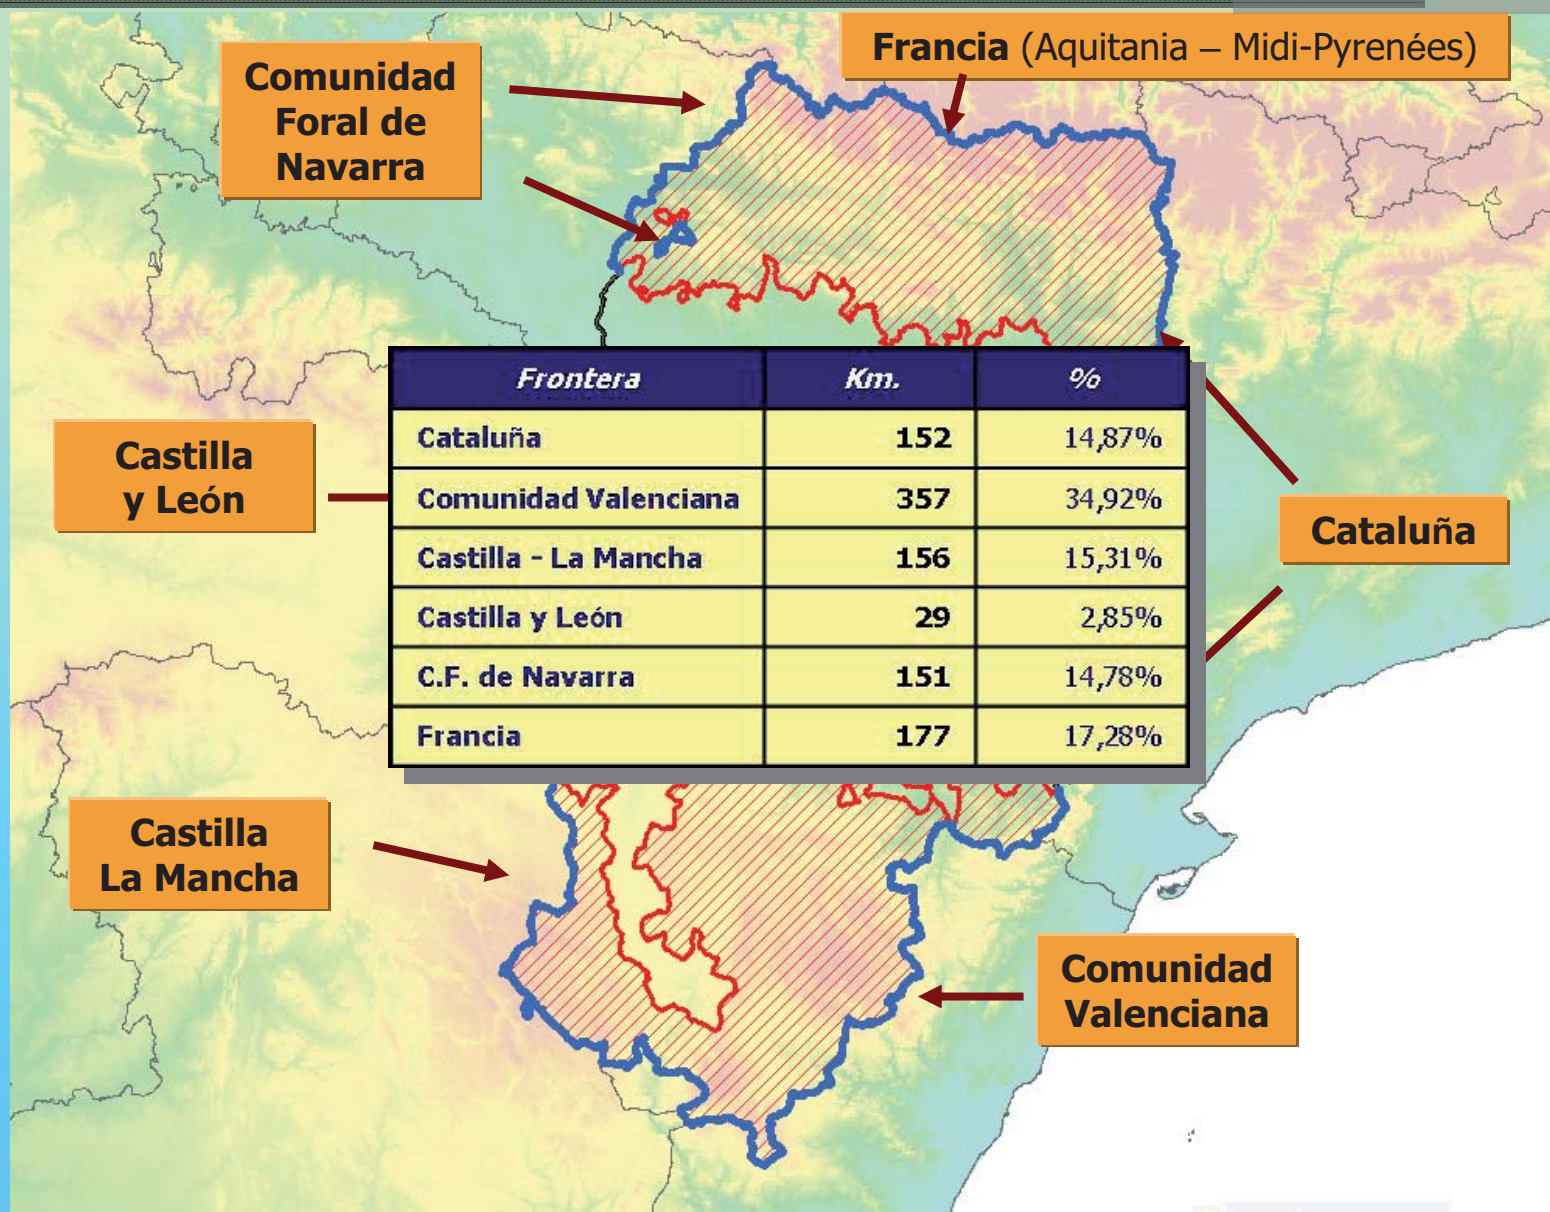 Francia (Aquitania – Midi-Pyrenées)
Comunidad
Foral de
Navarra
Frontera Km. %
Cataluña 152 14,87%
Comunidad Valenciana 357 34,92%
Castilla - La Mancha 156 15,31%
Castilla y León 29 2,85%
C.F. de Navarra 151 14,78%
Francia 177 17,28%
Castilla
y León
Cataluña
Castilla
La Mancha
Comunidad
Valenciana